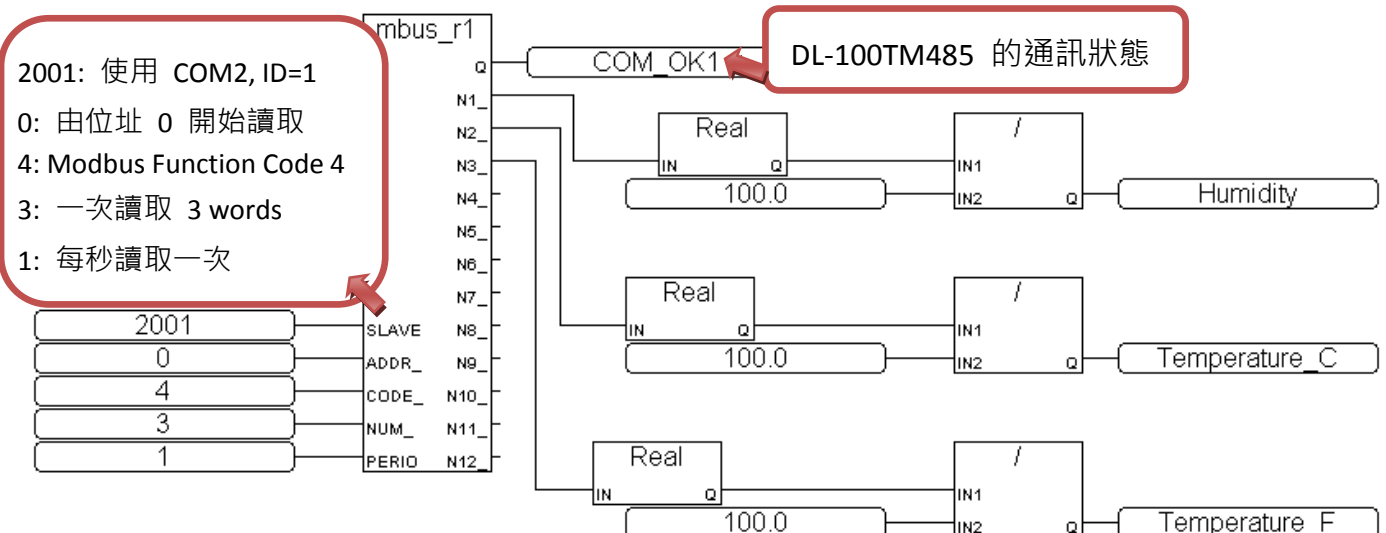 2001: 使用 COM2, ID=1
0: 由位址 0 開始讀取
4: Modbus Function Code 4
3: 一次讀取 3 words
1: 每秒讀取一次
mbus_r1
Q
COM_OK1
DL-100TM485 的通訊狀態
N1_
N2_
N3_
N4_
N5_
N6_
N7_
2001
SLAVE N8_
0
ADDR_ N9_
4
CODE_ N10_
3
NUM_ N11_
1
PERIO N12_
Real
IN Q
100.0
/
IN1
IN2 Q
Humidity
Real
IN Q
100.0
/
IN1
IN2 Q
Temperature_C
Real
IN Q
100.0
/
IN1
IN2 Q
Temperature_F